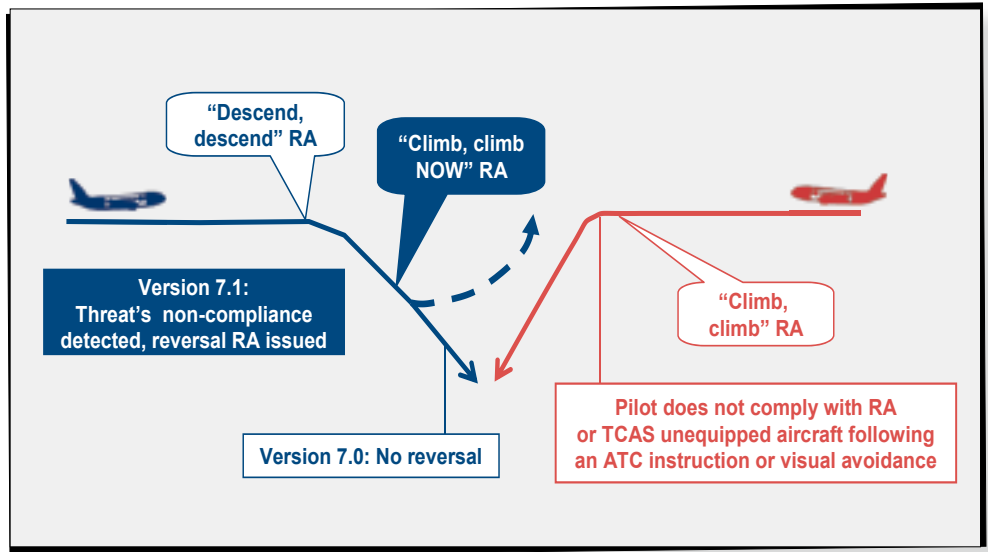 “Descend,
descend” RA
“Climb, climb
NOW” RA
Version 7.1:
Threat’s non-compliance
detected, reversal RA issued
“Climb,
climb” RA
Version 7.0: No reversal
Pilot does not comply with RA
or TCAS unequipped aircraft following
an ATC instruction or visual avoidance